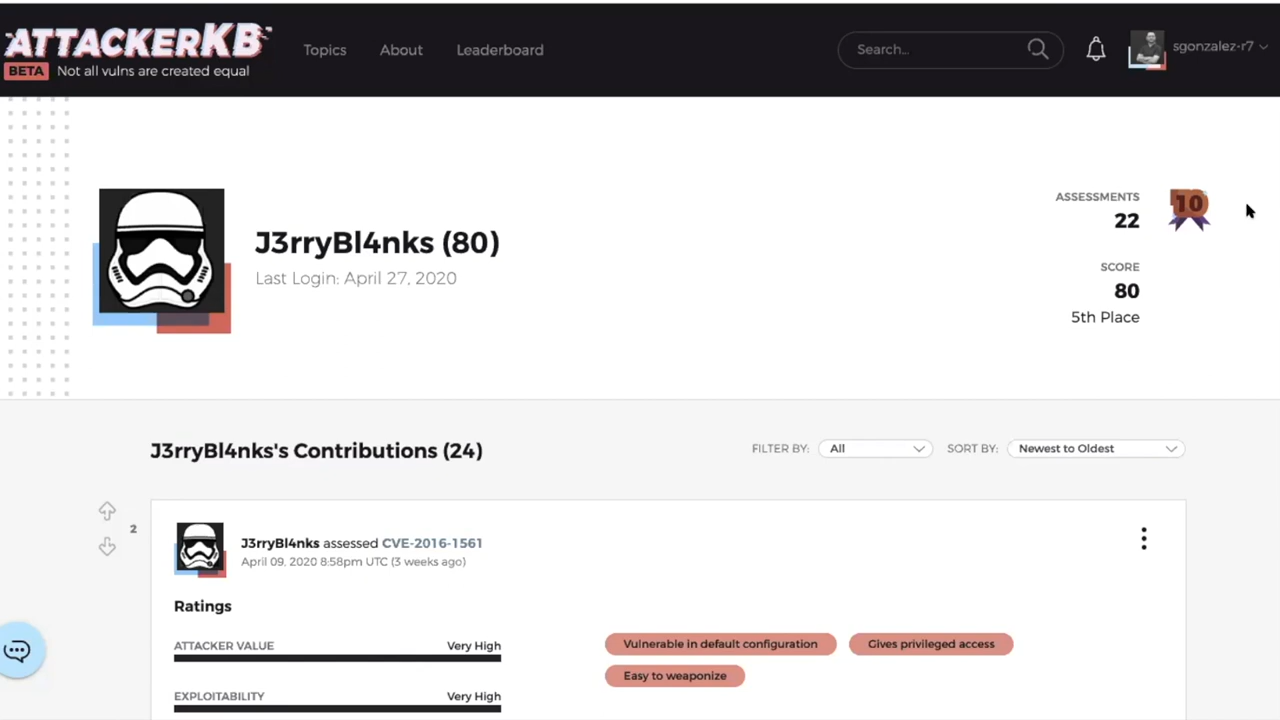 ATTACKERKB
BETA Not all vulns are created equal
Topics About Leaderboard
Search...
sgonzalez-r7
J3rryBl4nks (80)
Last Login: April 27, 2020
ASSESSMENTS
22
10
SCORE
80
5th Place
J3rryBl4nks's Contributions (24)
FILTER BY: All SORT BY: Newest to Oldest
2
J3rryBl4nks assessed CVE-2016-1561
April 09, 2020 8:58pm UTC (3 weeks ago)
Ratings
ATTACKER VALUE Very High
Vulnerable in default configuration Gives privileged access
Easy to weaponize
EXPLOITABILITY Very High